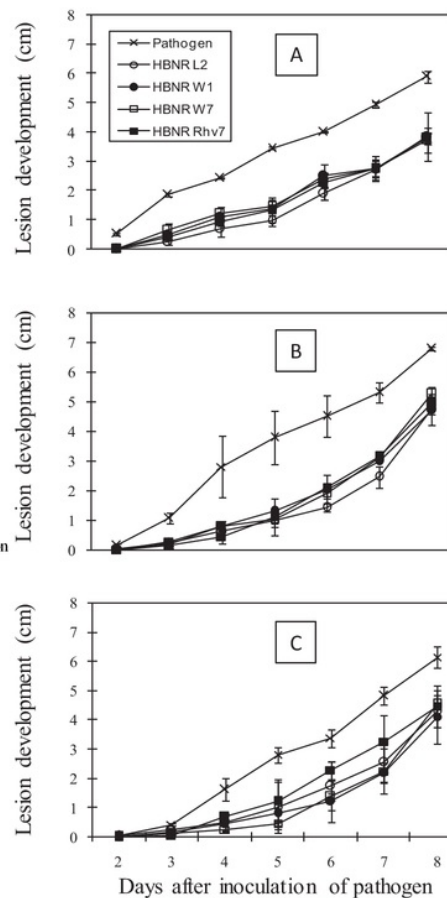 Lesion development (cm)
8
7
6
5
4
3
2
1
0
Pathogen
HBNR L2
HBNR W1
HBNR W7
HBNR Rhv7
A
Lesion development (cm)
8
7
6
5
4
3
2
1
0
B
n
Lesion development (cm)
8
7
6
5
4
3
2
1
0
C
2 3 4 5 6 7 8
Days after inoculation of pathogen